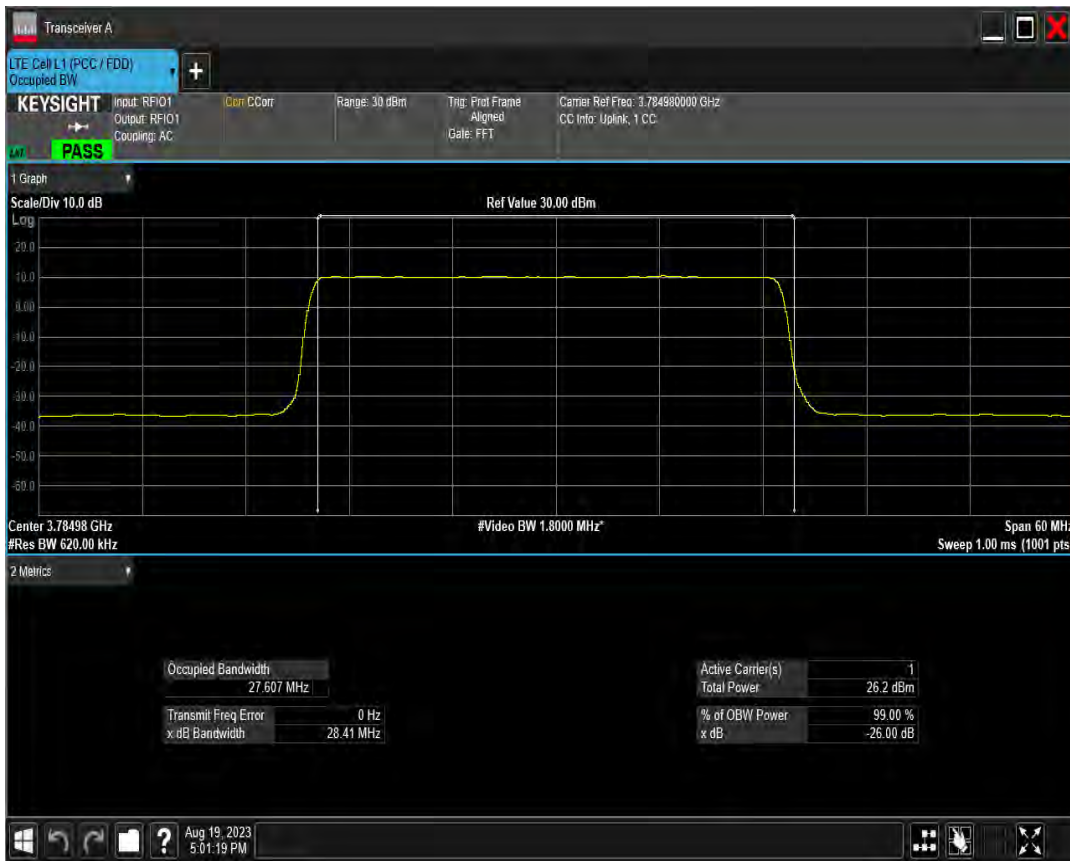 Transceiver A
LTE Cell L1 (PCC / FDD)
Occupied BW
+
KEYSIGHT
PASS
Input: RFIO1
Output: RFIO1
Coupling: AC
Corr CCorr
Range: 30 dBm
Trig: Prot Frame
Aligned
Gate: FFT
Carrier Ref Freq: 3.784980000 GHz
CC Info: Uplink, 1 CC
1 Graph
Scale/Div 10.0 dB
Ref Value 30.00 dBm
Log
20.0
10.0
0.00
-10.0
-20.0
-30.0
-40.0
-50.0
-60.0
Center 3.78498 GHz
#Video BW 1.8000 MHz*
Span 60 MHz
#Res BW 620.00 kHz
Sweep 1.00 ms (1001 pts
2 Metrics
Occupied Bandwidth
27.607 MHz
Transmit Freq Error 0 Hz
x dB Bandwidth 28.41 MHz
Active Carrier(s) 1
Total Power 26.2 dBm
% of OBW Power 99.00 %
x dB -26.00 dB
?
Aug 19, 2023
5:01:19 PM